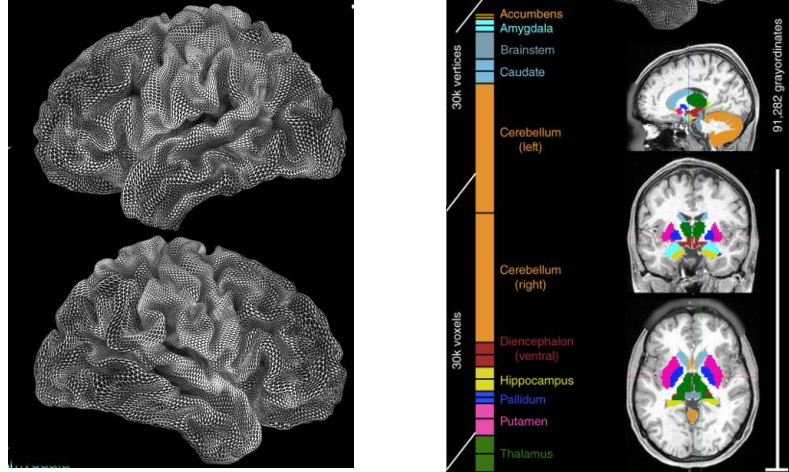 Accumbens
Amygdala
Brainstem
Caudate
Cerebellum
(left)
Cerebellum
(right)
Diencephalon
(ventral)
Hippocampus
Pallidum
Putamen
Thalamus
30k vertices
30k voxels
91,282 grayordinates